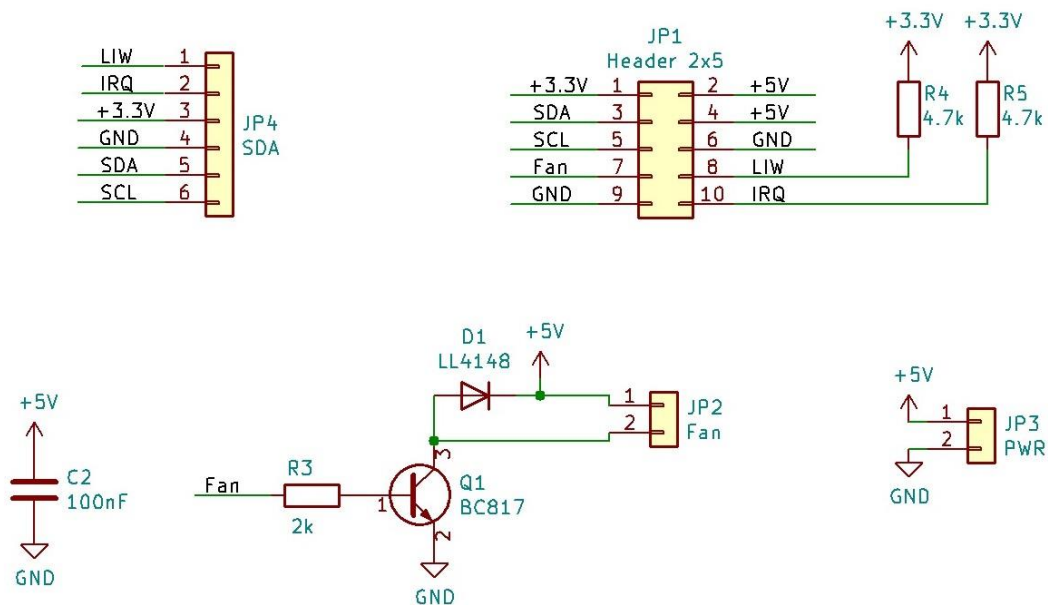 LIW 1
IRQ 2
+3.3V 3
GND 4
SDA 5
SCL 6
JP4
SDA
JP1
Header 2x5
+3.3V 1 2 +5V
SDA 3 4 +5V
SCL 5 6 GND
Fan 7 8 LIW
GND 9 10 IRQ
+3.3V +3.3V
R4 R5
4.7k 4.7k
+5V
C2
100nF
GND
Fan
R3
2k
D1
LL4148
+5V
1
2
JP2
Fan
3
1
2
Q1
BC817
GND
+5V
1
2
JP3
PWR
GND